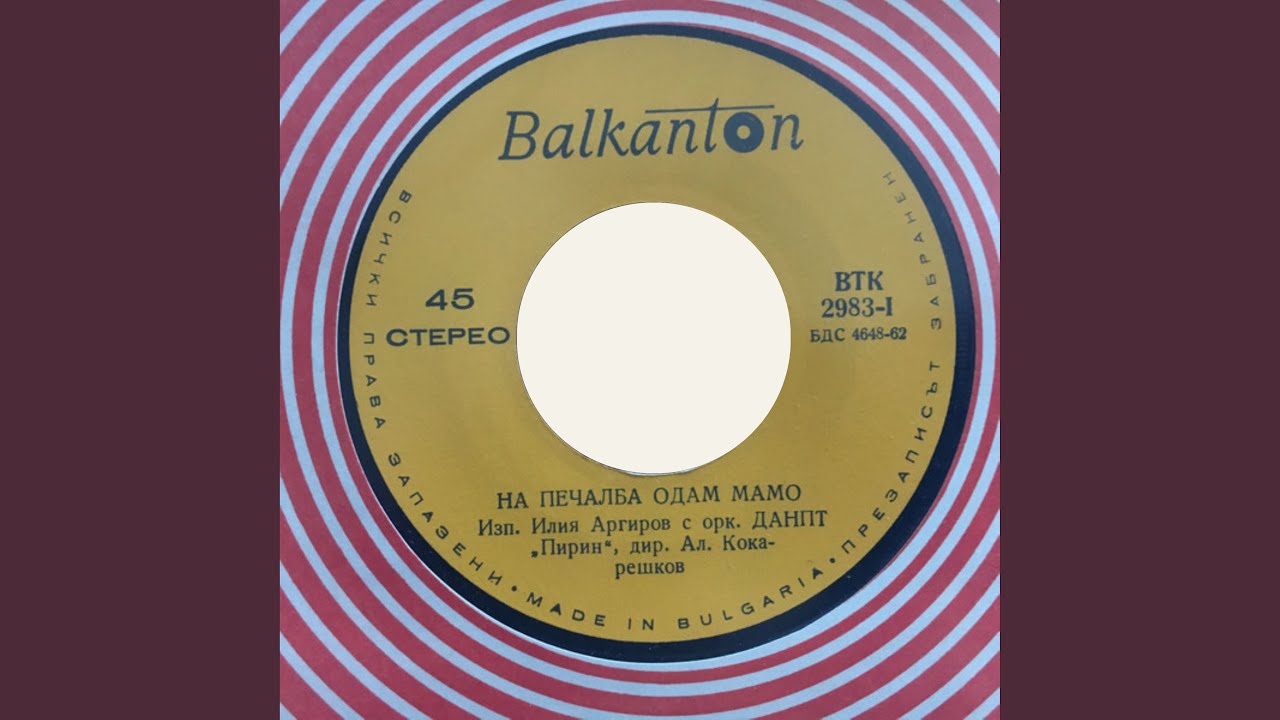 Balkanton
45
СТЕРЕО
ВТК
2983-I
БДС 4648-62
НА ПЕЧАЛБА ОДАМ МАМО
Изп. Илия Аргиров с орк. ДАНПТ
„Пирин“, дир. Ал. Кока-
решков
ВСИЧКИ ПРАВА ЗАПАЗЕНИ • MADE IN BULGARIA • ПРЕЗАПИСЪТ ЗАБРАНЕН